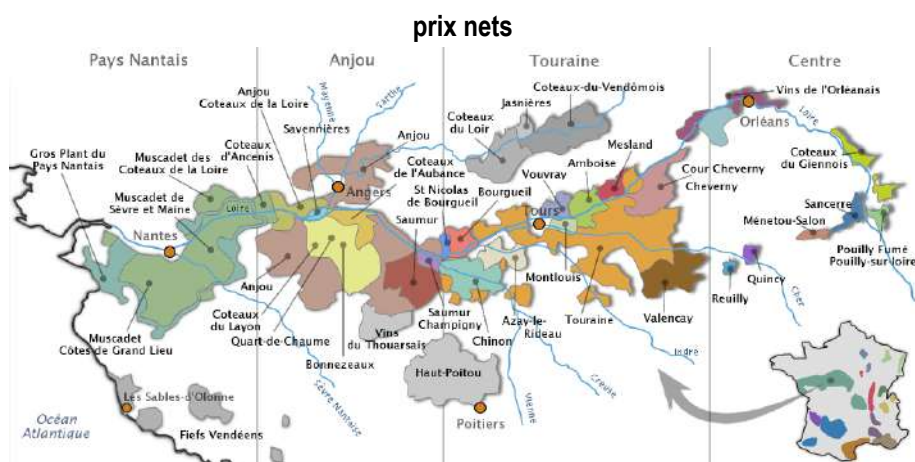 prix nets
Pays Nantais
Anjou
Touraine
Centre
Mayenne
Sarthe
Anjou
Coteaux de la Loire
Savennières
Coteaux
d'Ancenis
Muscadet des
Coteaux de la Loire
Gros Plant du
Pays Nantais
Muscadet de
Sèvre et Maine
Loire
Nantes
Anjou
Angers
Coteaux
de l'Aubance
St Nicolas
de Bourgueil
Saumur
Bourgueil
Coteaux
du Loir
Jasnières
Coteaux-du-Vendômois
Vouvray
Amboise
Mesland
Tours
Cour Cheverny
Cheverny
Vins de l'Orléanais
Orléans
Loire
Coteaux
du Giennois
Sancerre
Ménetou-Salon
Pouilly Fumé
Pouilly-sur-loire
Quincy
Reuilly
Cher
Muscadet
Côtes de Grand Lieu
Anjou
Coteaux
du Layon
Quart-de-Chaume
Bonnezeaux
Vins
du Thouarsais
Saumur
Champigny
Chinon
Azay-le-
Rideau
Montlouis
Touraine
Valencay
Indre
Creuse
Vienne
Haut-Poitou
Poitiers
Sèvre Nantaise
Les Sables-d'Olonne
Fiefs Vendéens
Océan
Atlantique